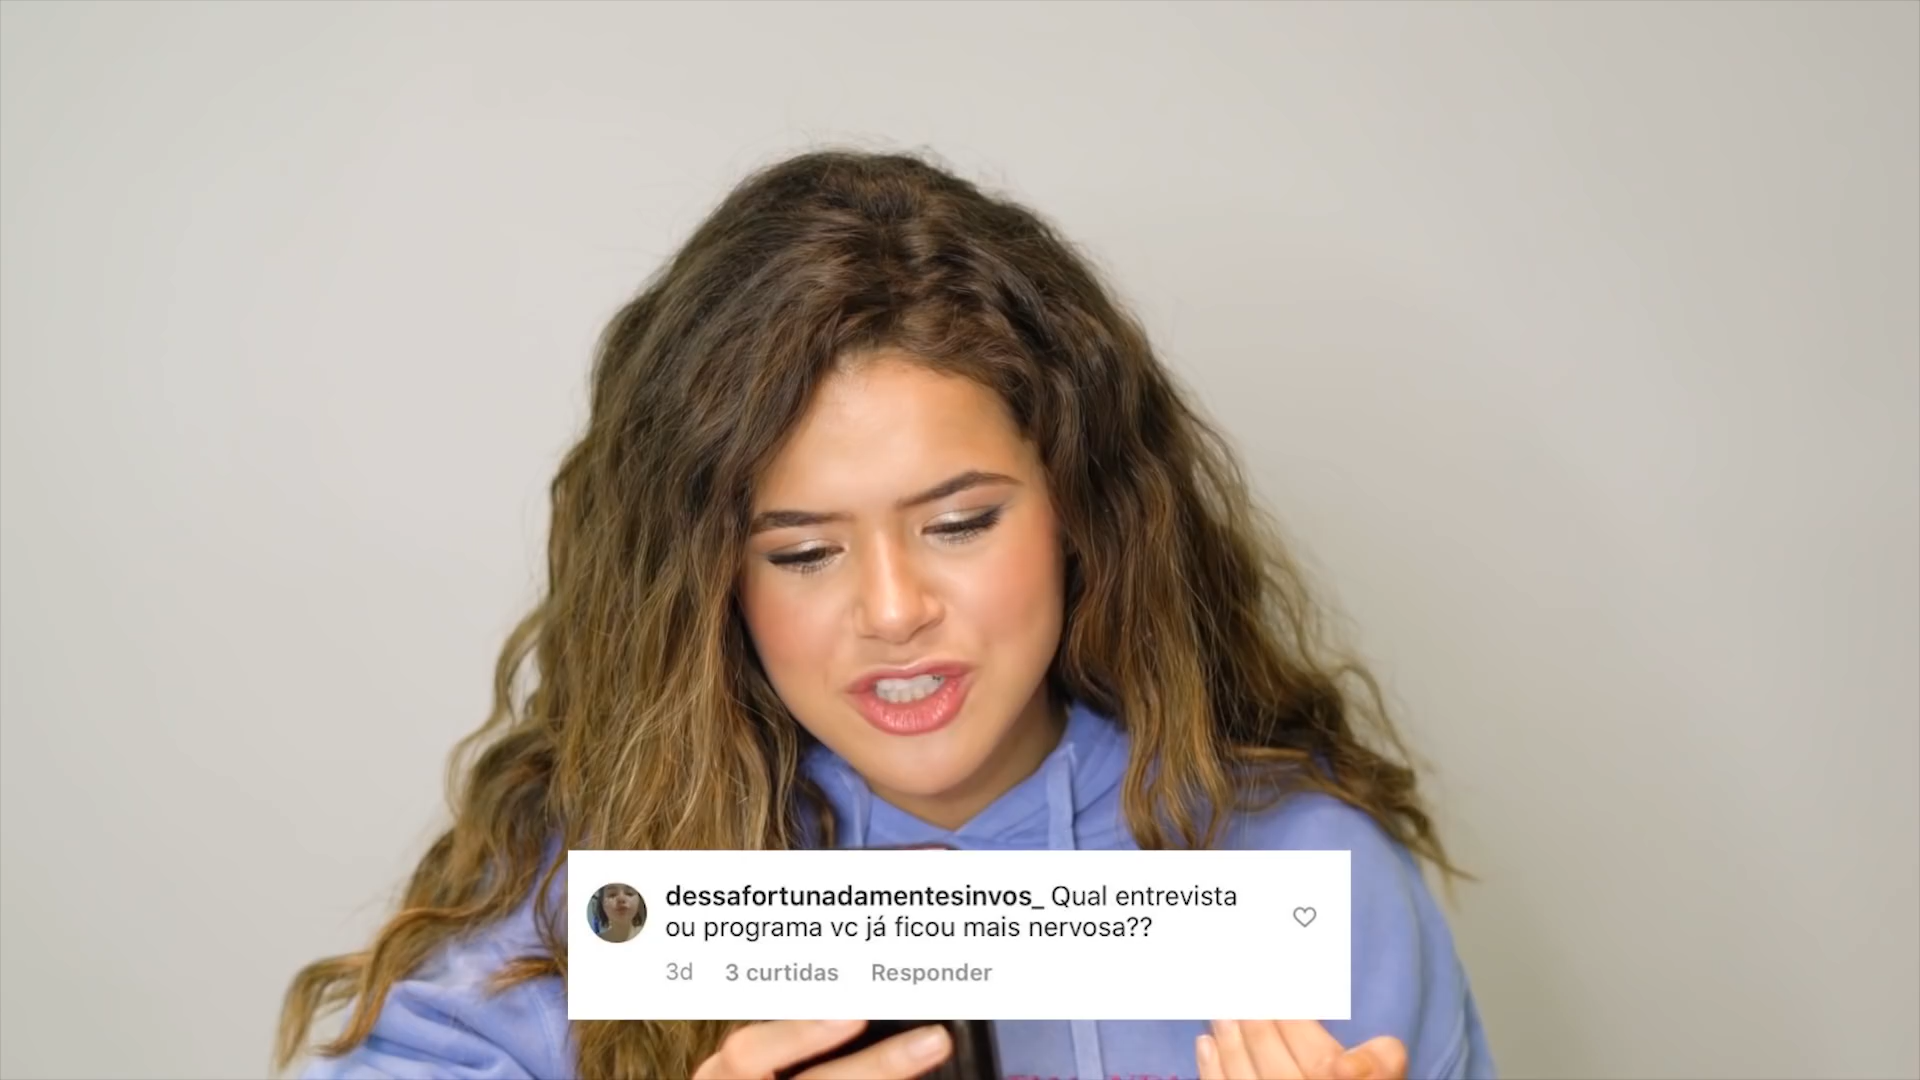 dessafortunadamentesinvos_ Qual entrevista
ou programa vc já ficou mais nervosa??
3d 3 curtidas Responder